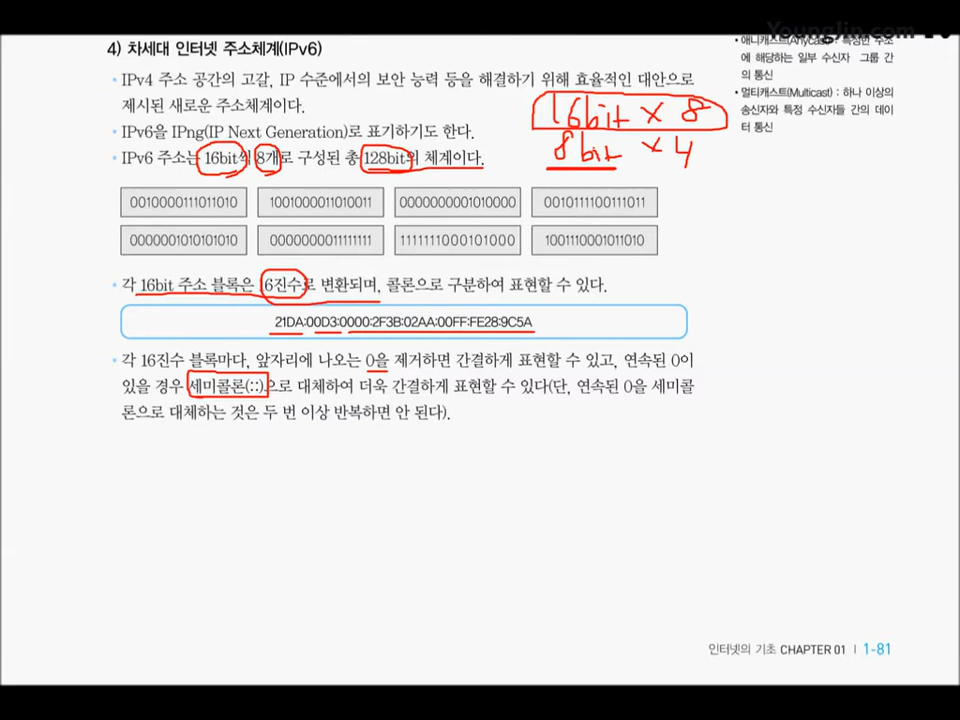 YoungJin.com
4) 차세대 인터넷 주소체계(IPv6)
• IPv4 주소 공간의 고갈, IP 수준에서의 보안 능력 등을 해결하기 위해 효율적인 대안으로
제시된 새로운 주소체계이다.
• IPv6을 IPng(IP Next Generation)로 표기하기도 한다.
• IPv6 주소는 16bit씩 8개로 구성된 총 128bit의 체계이다.
16bit × 8
8bit × 4
• 애니캐스트(Anycast) : 특정한 주소
에 해당하는 일부 수신자 그룹 간
의 통신
• 멀티캐스트(Multicast) : 하나 이상의
송신자와 특정 수신자들 간의 데이
터 통신
0010000111011010 1001000011010011 0000000001010000 0010111100111011
0000001010101010 0000000011111111 1111111000101000 1001110001011010
• 각 16bit 주소 블록은 16진수로 변환되며, 콜론으로 구분하여 표현할 수 있다.
21DA:00D3:0000:2F3B:02AA:00FF:FE28:9C5A
• 각 16진수 블록마다, 앞자리에 나오는 0을 제거하면 간결하게 표현할 수 있고, 연속된 0이
있을 경우 세미콜론(::)으로 대체하여 더욱 간결하게 표현할 수 있다(단, 연속된 0을 세미콜
론으로 대체하는 것은 두 번 이상 반복하면 안 된다).
인터넷의 기초 CHAPTER 01 | 1-81